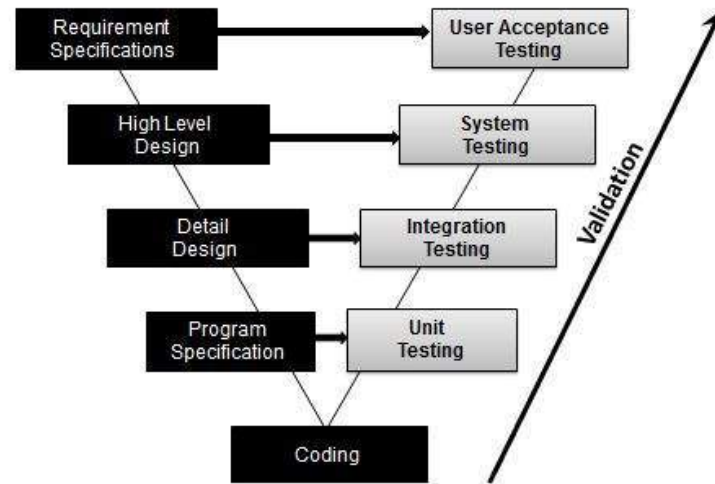 Requirement
Specifications
User Acceptance
Testing
High Level
Design
System
Testing
Detail
Design
Integration
Testing
Program
Specification
Unit
Testing
Coding
Validation